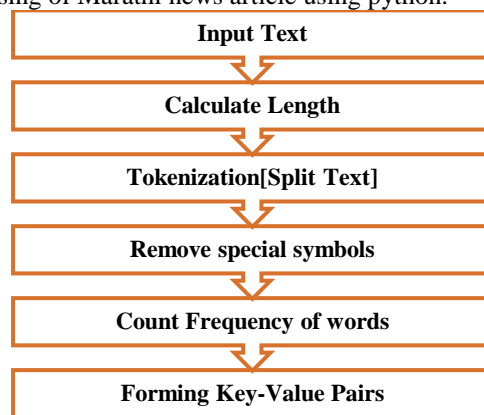 sing of Marathi news article using python.
Input Text
Calculate Length
Tokenization[Split Text]
Remove special symbols
Count Frequency of words
Forming Key-Value Pairs